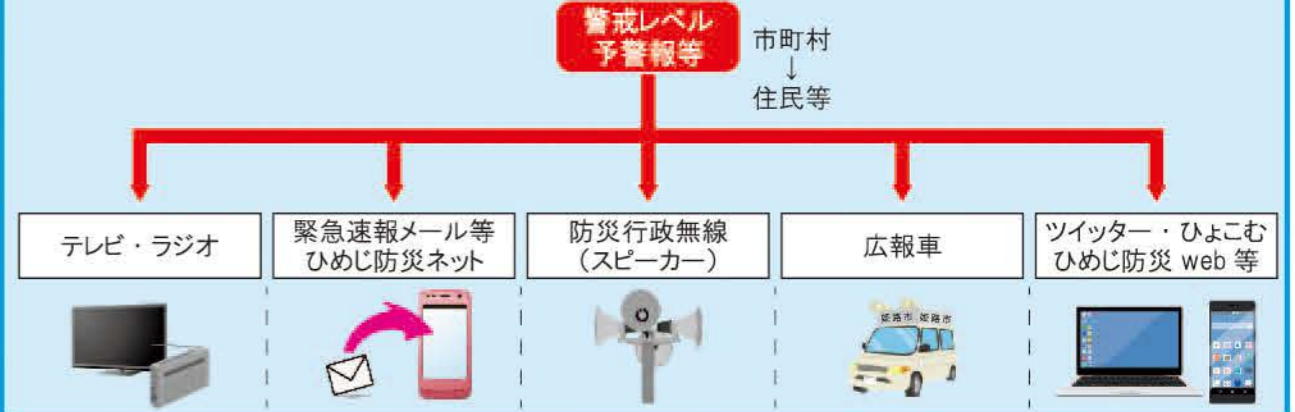 警戒レベル
予警報等
市町村
↓
住民等
テレビ・ラジオ
緊急速報メール等
ひめじ防災ネット
防災行政無線
（スピーカー）
広報車
ツイッター・ひょこむ
ひめじ防災 web 等
姫路市 姫路市